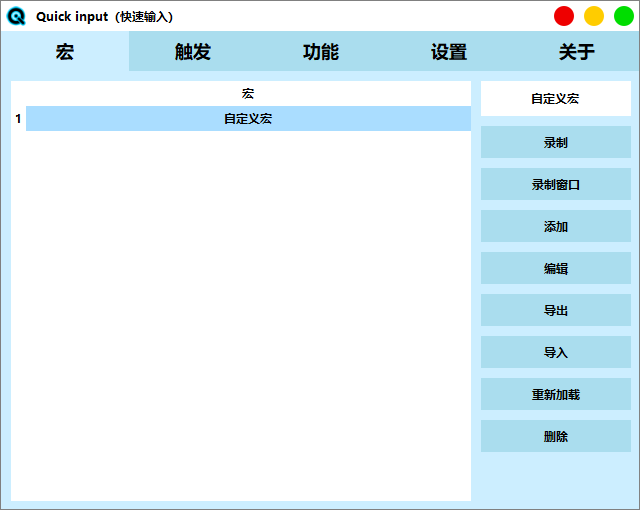 Quick input (快速输入)
宏 触发 功能 设置 关于
宏
1 自定义宏
自定义宏
录制
录制窗口
添加
编辑
导出
导入
重新加载
删除